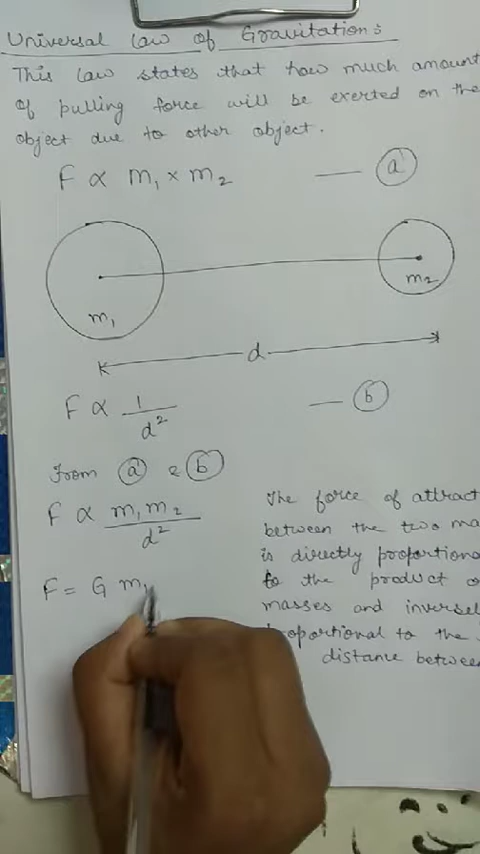 Universal Law of Gravitation:
This law states that how much amount
of pulling force will be exerted on the
object due to other object.
F ∝ m₁ × m₂ — (a)
m₁
m₂
d
F ∝ 1/d² — (b)
From (a) & (b)
F ∝ m₁m₂/d²
F = G m₁
The force of attract
between the two ma
is directly proportiona
to the product o
masses and inversel
proportional to the
distance between